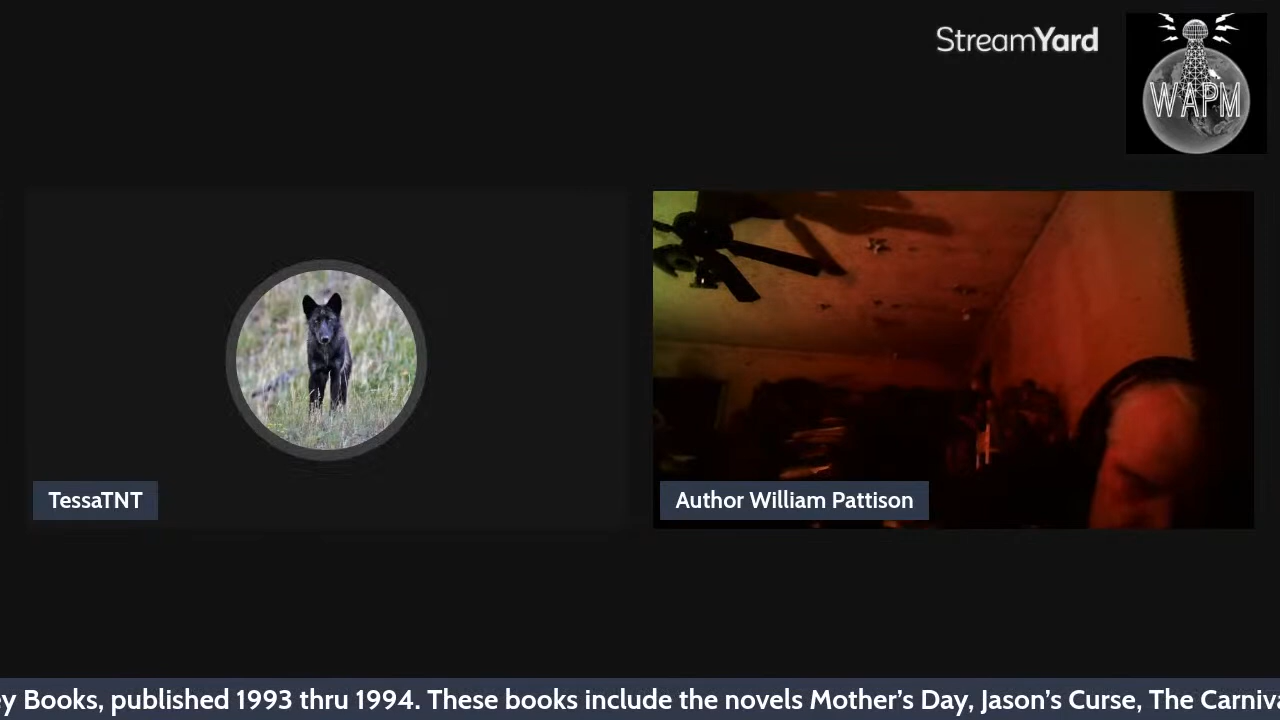 StreamYard
WAPM
TessaTNT
Author William Pattison
ey Books, published 1993 thru 1994. These books include the novels Mother’s Day, Jason’s Curse, The Carniva